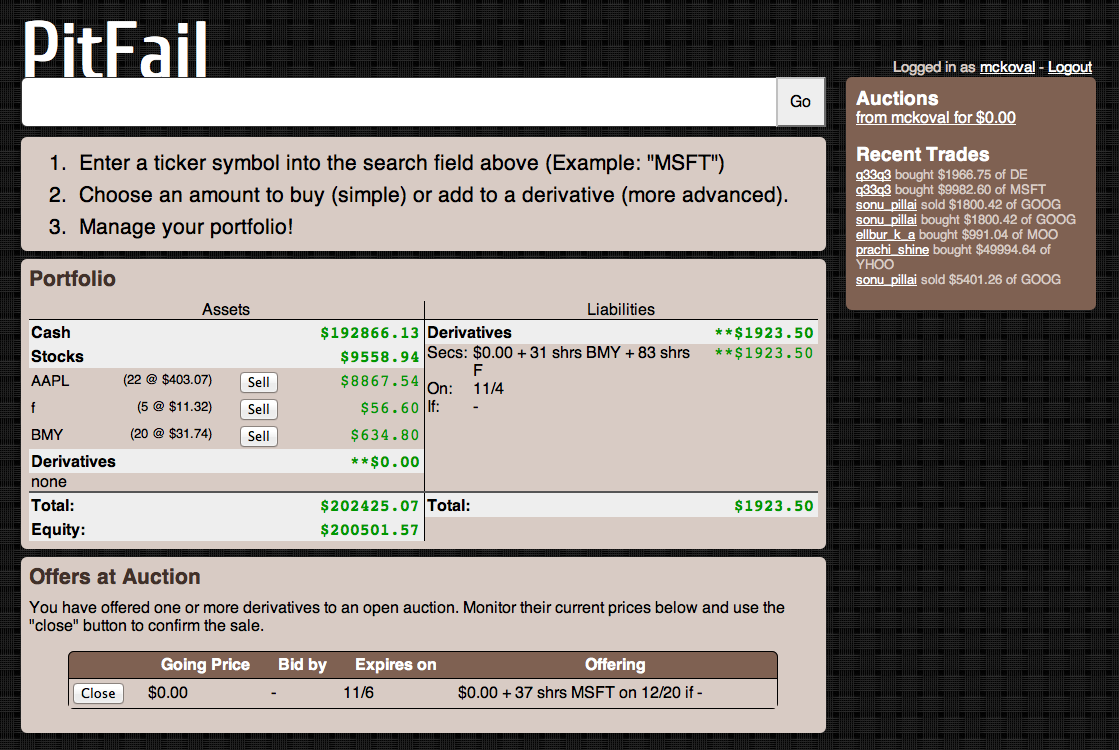 PitFail
Logged in as mckoval - Logout
Go
1. Enter a ticker symbol into the search field above (Example: "MSFT")
2. Choose an amount to buy (simple) or add to a derivative (more advanced).
3. Manage your portfolio!
Portfolio
Assets Liabilities
Cash $192866.13 Derivatives **$1923.50
Stocks $9558.94 Secs: $0.00 + 31 shrs BMY + 83 shrs **$1923.50
F
AAPL (22 @ $403.07) Sell $8867.54 On: 11/4
f (5 @ $11.32) Sell $56.60 If: -
BMY (20 @ $31.74) Sell $634.80
Derivatives **$0.00
none
Total: $202425.07 Total: $1923.50
Equity: $200501.57
Offers at Auction
You have offered one or more derivatives to an open auction. Monitor their current prices below and use the
"close" button to confirm the sale.
Going Price Bid by Expires on Offering
Close $0.00 - 11/6 $0.00 + 37 shrs MSFT on 12/20 if -
Auctions
from mckoval for $0.00
Recent Trades
q33q3 bought $1966.75 of DE
q33q3 bought $9982.60 of MSFT
sonu_pillai sold $1800.42 of GOOG
sonu_pillai bought $1800.42 of GOOG
ellbur_k_a bought $991.04 of MOO
prachi_shine bought $49994.64 of
YHOO
sonu_pillai sold $5401.26 of GOOG